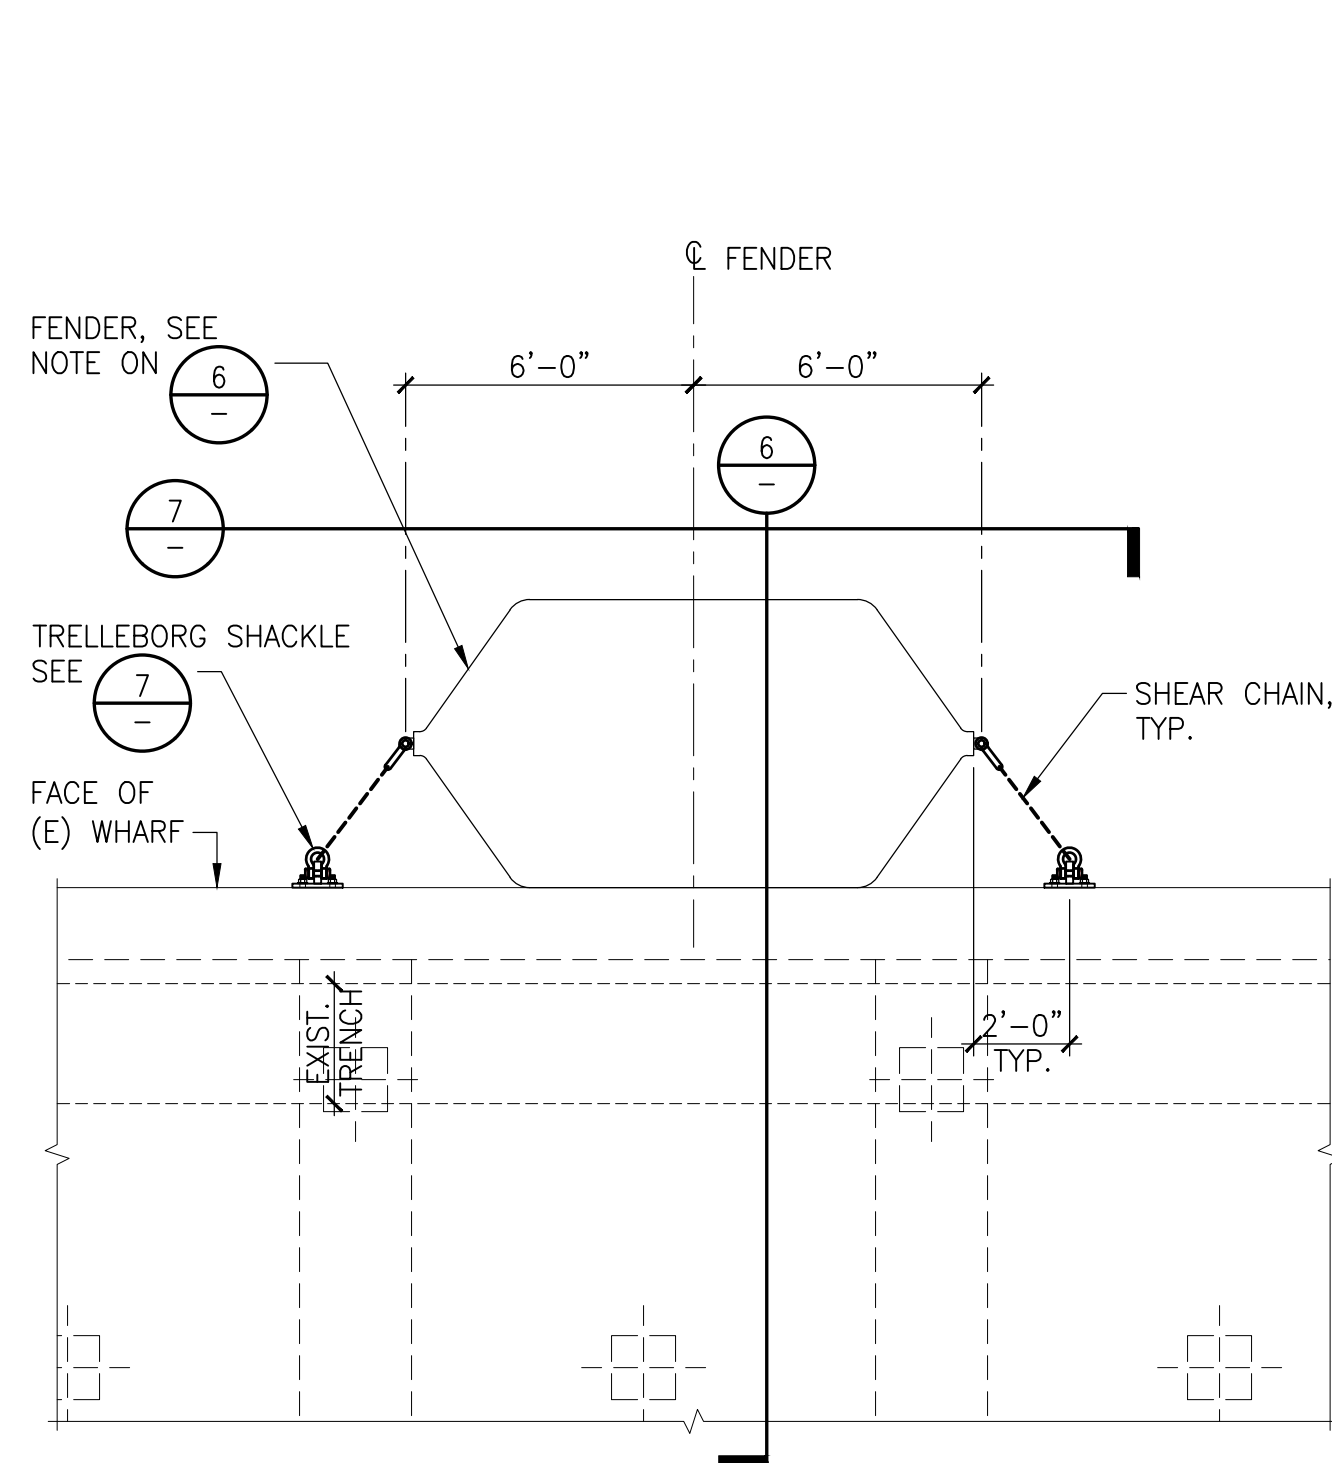 ℄ FENDER
FENDER, SEE
NOTE ON
6
–
6'-0"
6'-0"
6
–
7
–
TRELLEBORG SHACKLE
SEE
7
–
SHEAR CHAIN,
TYP.
FACE OF
(E) WHARF
EXIST.
TRENCH
2'-0"
TYP.